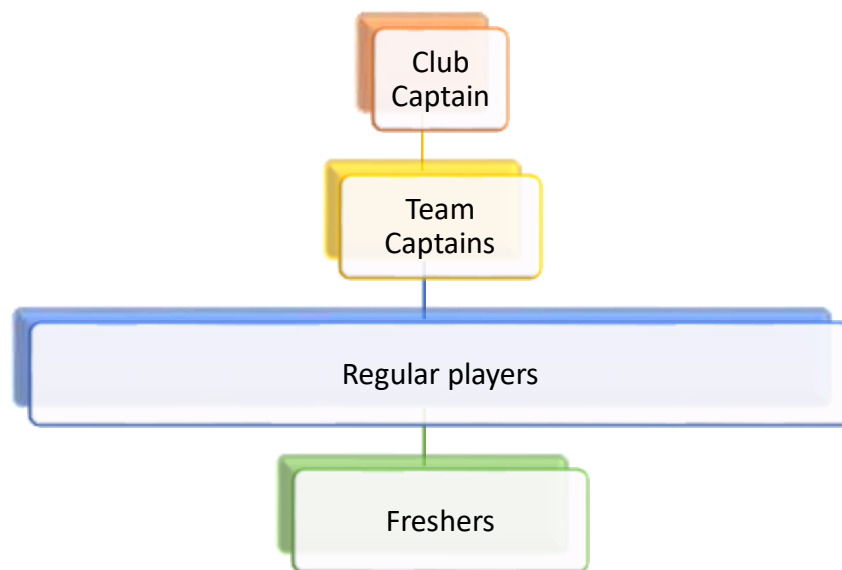 Club
Captain
Team
Captains
Regular players
Freshers